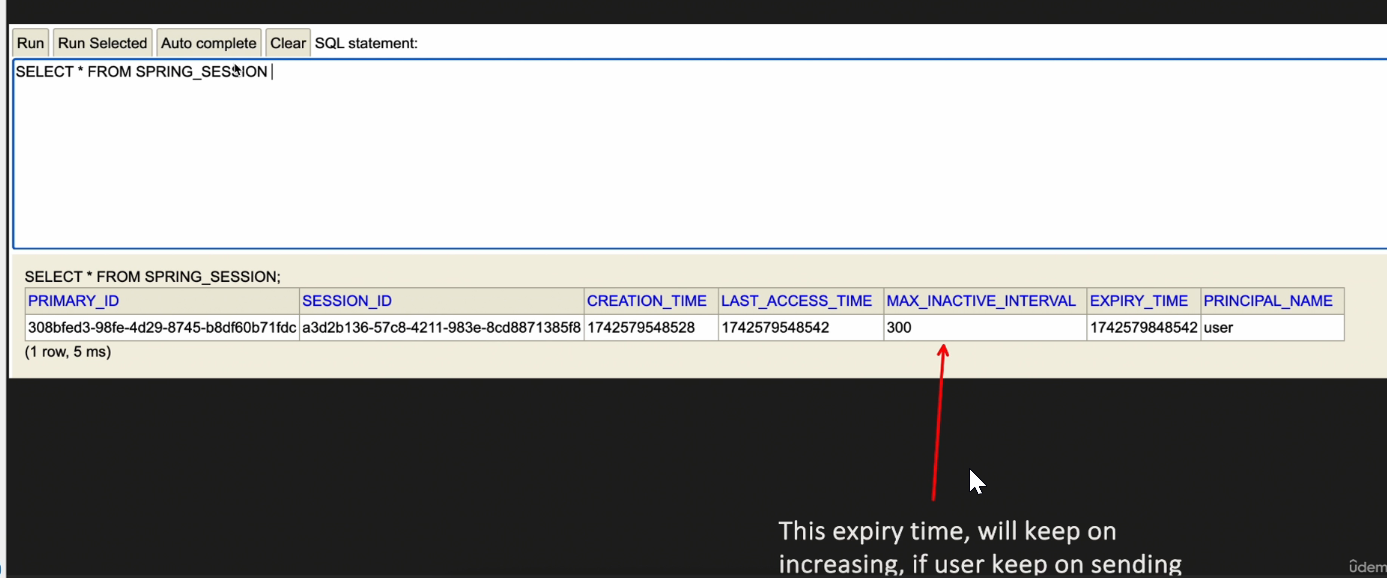 Run Run Selected Auto complete Clear SQL statement:
SELECT * FROM SPRING_SESSION
SELECT * FROM SPRING_SESSION;
PRIMARY_ID SESSION_ID CREATION_TIME LAST_ACCESS_TIME MAX_INACTIVE_INTERVAL EXPIRY_TIME PRINCIPAL_NAME
308bfed3-98fe-4d29-8745-b8df60b71fdc a3d2b136-57c8-4211-983e-8cd8871385f8 1742579548528 1742579548542 300 1742579848542 user
(1 row, 5 ms)
This expiry time, will keep on
increasing, if user keep on sending
ûdem